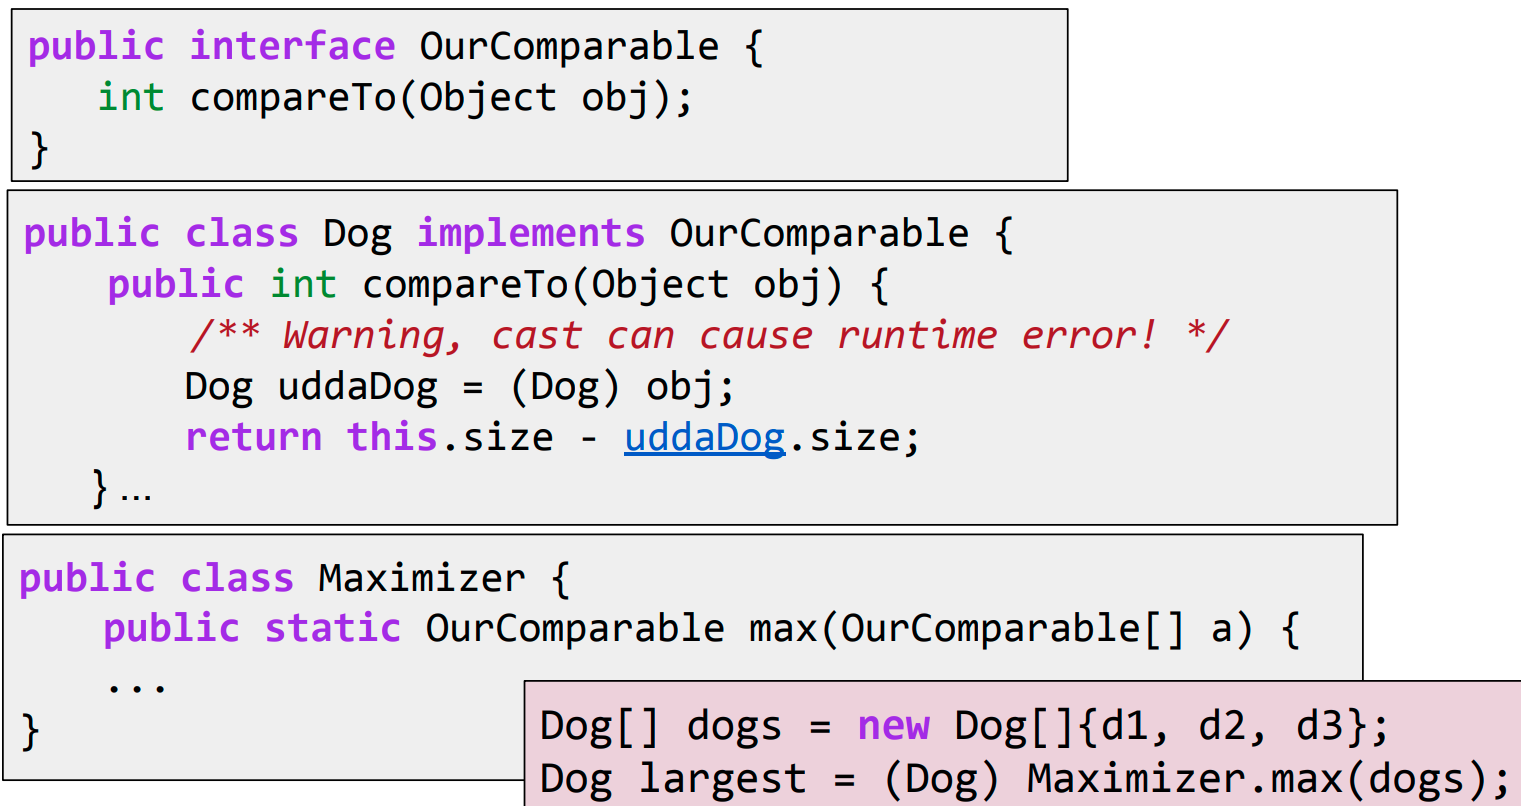 public interface OurComparable {
int compareTo(Object obj);
}
public class Dog implements OurComparable {
public int compareTo(Object obj) {
/** Warning, cast can cause runtime error! */
Dog uddaDog = (Dog) obj;
return this.size - uddaDog.size;
} ...
public class Maximizer {
public static OurComparable max(OurComparable[] a) {
...
}
Dog[] dogs = new Dog[]{d1, d2, d3};
Dog largest = (Dog) Maximizer.max(dogs);